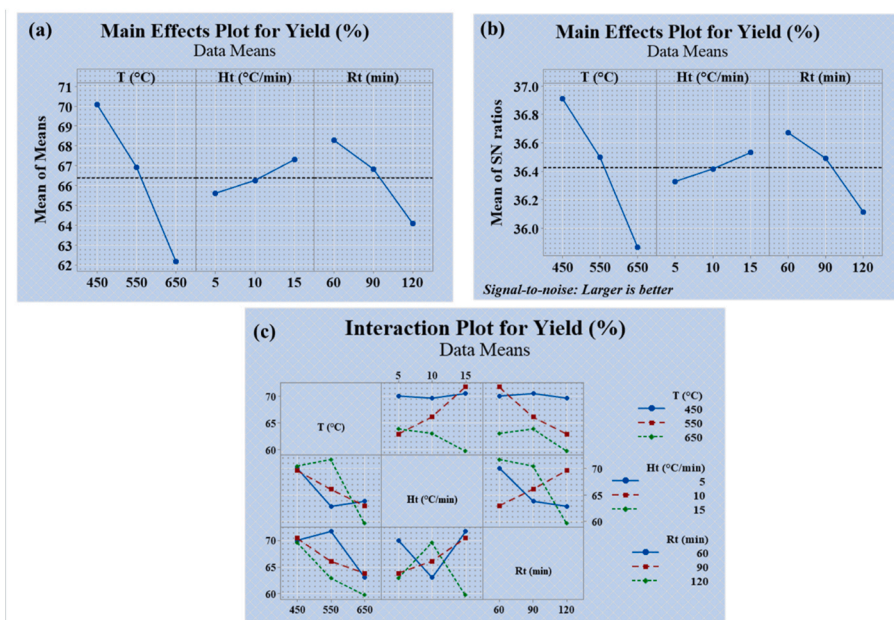 (a)
Main Effects Plot for Yield (%)
Data Means
T (°C) Ht (°C/min) Rt (min)
Mean of Means
71
70
69
68
67
66
65
64
63
62
450 550 650 5 10 15 60 90 120
(b)
Main Effects Plot for Yield (%)
Data Means
T (°C) Ht (°C/min) Rt (min)
Mean of SN ratios
37.0
36.8
36.6
36.4
36.2
36.0
450 550 650 5 10 15 60 90 120
Signal-to-noise: Larger is better
(c)
Interaction Plot for Yield (%)
Data Means
5 10 15
70
65
60
T (°C)
T (°C)
450
550
650
Ht (°C/min)
70
65
60
Ht (°C/min)
5
10
15
70
65
60
Rt (min)
Rt (min)
60
90
120
450 550 650 60 90 120